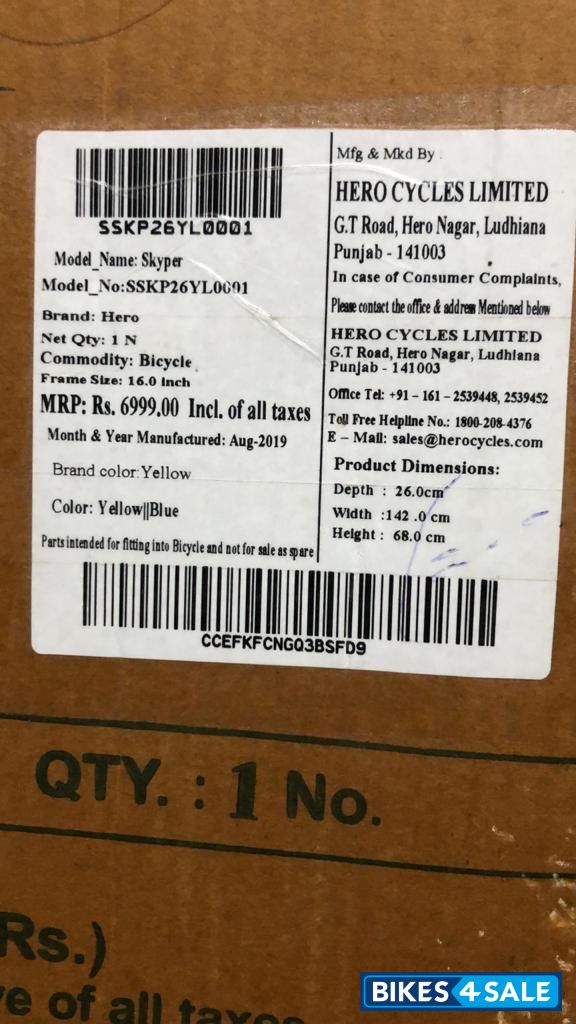 SSKP26YL0001
Model_Name: Skyper
Model_No:SSKP26YL0001
Brand: Hero
Net Qty: 1 N
Commodity: Bicycle
Frame Size: 16.0 Inch
MRP: Rs. 6999.00 Incl. of all taxes
Month & Year Manufactured: Aug-2019
Brand color: Yellow
Color: Yellow||Blue
Parts intended for fitting into Bicycle and not for sale as spare
Mfg & Mkd By :
HERO CYCLES LIMITED
G.T Road, Hero Nagar, Ludhiana
Punjab - 141003
In case of Consumer Complaints,
Please contact the office & address Mentioned below
HERO CYCLES LIMITED
G.T Road, Hero Nagar, Ludhiana
Punjab - 141003
Office Tel: +91 - 161 - 2539448, 2539452
Toll Free Helpline No.: 1800-208-4376
E - Mail: sales@herocycles.com
Product Dimensions:
Depth : 26.0cm
Width :142 .0 cm
Height : 68.0 cm
CCEFKFCNGQ3BSFD9
QTY. : 1 No.
Rs.)
e of all taxes
BIKES 4 SALE